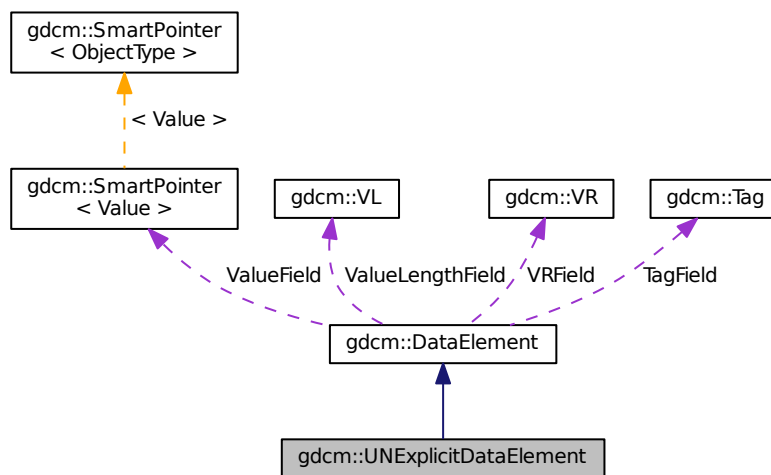 gdcm::SmartPointer
< ObjectType >
< Value >
gdcm::SmartPointer
< Value >
gdcm::VL
gdcm::VR
gdcm::Tag
ValueField
ValueLengthField
VRField
TagField
gdcm::DataElement
gdcm::UNExplicitDataElement